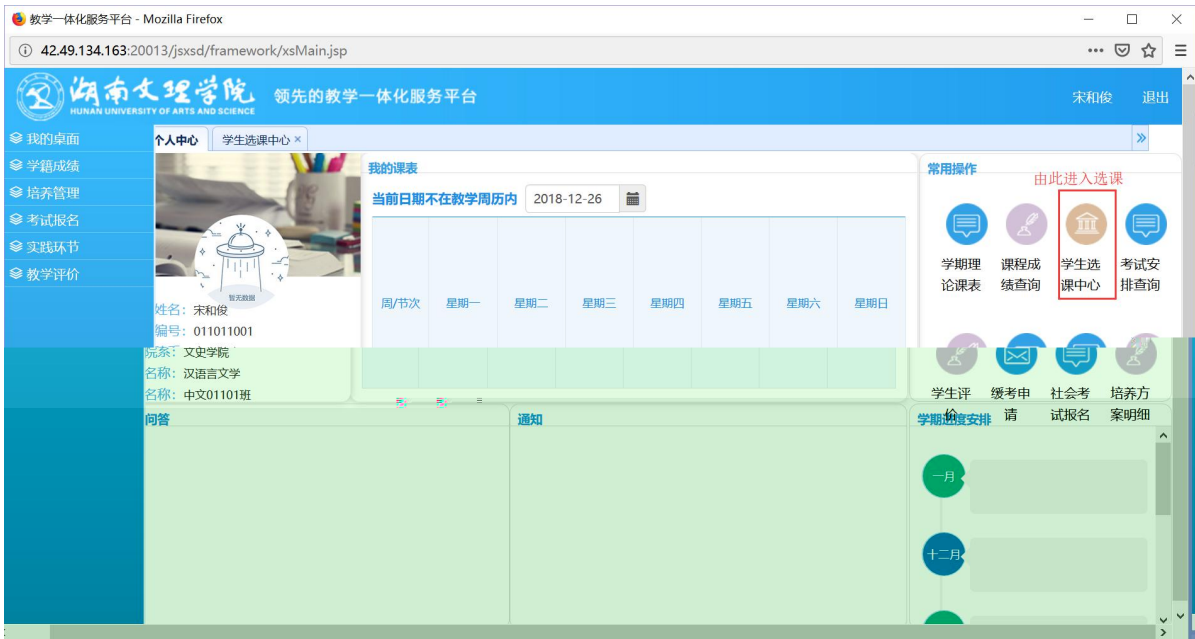 教学一体化服务平台 - Mozilla Firefox
42.49.134.163:20013/jsxsd/framework/xsMain.jsp
湖南文理学院
HUNAN UNIVERSITY OF ARTS AND SCIENCE
领先的教学一体化服务平台
宋和俊 退出
我的桌面
学籍成绩
培养管理
考试报名
实践环节
教学评价
个人中心 学生选课中心 ×
暂无数据
姓名：宋和俊
编号：011011001
院系：文史学院
名称：汉语言文学
名称：中文01101班
我的课表
当前日期不在教学周历内 2018-12-26
周/节次 星期一 星期二 星期三 星期四 星期五 星期六 星期日
常用操作
由此进入选课
学期理论课表
课程成绩查询
学生选课中心
考试安排查询
学生评价
缓考申请
社会考试报名
培养方案明细
问答
通知
学期进度安排
一月
十二月